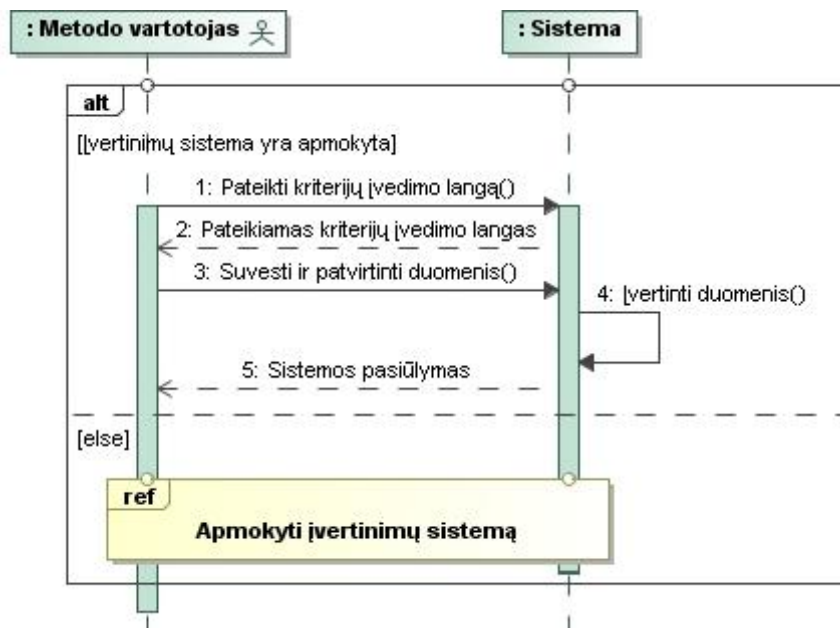 : Metodo vartotojas
: Sistema
alt
[Įvertinimų sistema yra apmokyta]
1: Pateikti kriterijų įvedimo langą()
2: Pateikiamas kriterijų įvedimo langas
3: Suvesti ir patvirtinti duomenis()
4: Įvertinti duomenis()
5: Sistemos pasiūlymas
[else]
ref
Apmokyti įvertinimų sistemą